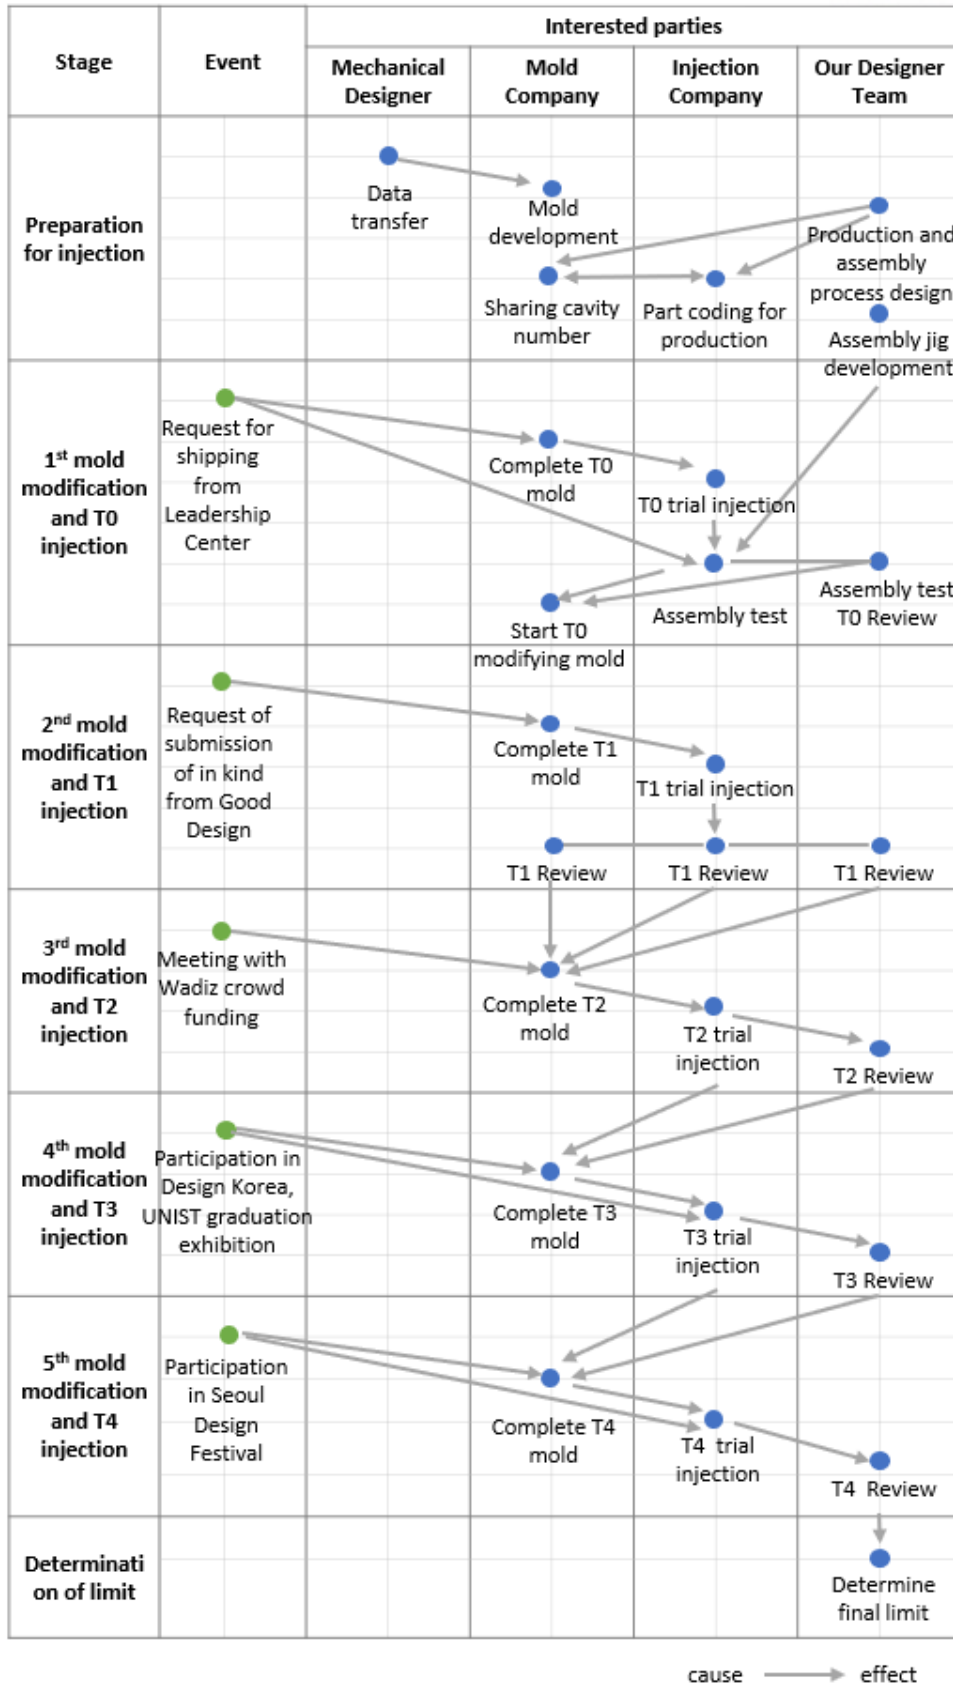 Stage
Event
Interested parties
Mechanical
Designer
Mold
Company
Injection
Company
Our Designer
Team
Preparation
for injection
Data
transfer
Mold
development
Production and
assembly
process design
Sharing cavity
number
Part coding for
production
Assembly jig
development
1st mold
modification
and T0
injection
Request for
shipping
from
Leadership
Center
Complete T0
mold
T0 trial injection
Assembly test
Assembly test
T0 Review
Start T0
modifying mold
2nd mold
modification
and T1
injection
Request of
submission
of in kind
from Good
Design
Complete T1
mold
T1 trial injection
T1 Review
T1 Review
T1 Review
3rd mold
modification
and T2
injection
Meeting with
Wadiz crowd
funding
Complete T2
mold
T2 trial
injection
T2 Review
4th mold
modification
and T3
injection
Participation in
Design Korea,
UNIST graduation
exhibition
Complete T3
mold
T3 trial
injection
T3 Review
5th mold
modification
and T4
injection
Participation
in Seoul
Design
Festival
Complete T4
mold
T4 trial
injection
T4 Review
Determinati
on of limit
Determine
final limit
cause
effect